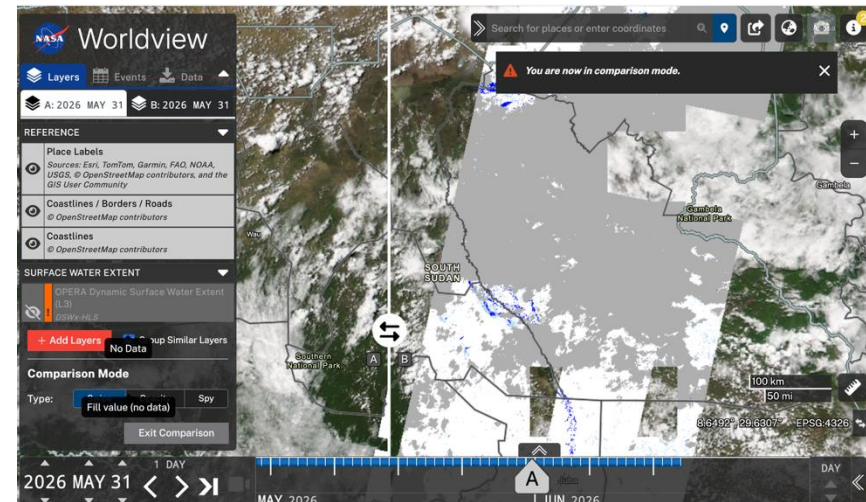 NASA
Worldview
Layers
Events
Data
A: 2026 MAY 31
B: 2026 MAY 31
REFERENCE
Place Labels
Sources: Esri, TomTom, Garmin, FAO, NOAA,
USGS, © OpenStreetMap contributors, and the
GIS User Community
Coastlines / Borders / Roads
© OpenStreetMap contributors
Coastlines
© OpenStreetMap contributors
SURFACE WATER EXTENT
OPERA Dynamic Surface Water Extent
(L3)
DSWx-HLS
+ Add Layers
No Data
Similar Layers
Comparison Mode
Type:
Fill value (no data)
Spy
Exit Comparison
Search for places or enter coordinates
You are now in comparison mode.
Wau
SOUTH
SUDAN
Southern
National Park
A
B
Gambela
National Park
Gambela
100 km
50 mi
8.6492°, 29.6307°
EPSG:4326
2026 MAY 31
1 DAY
MAY 2026
A
JUN 2026
DAY